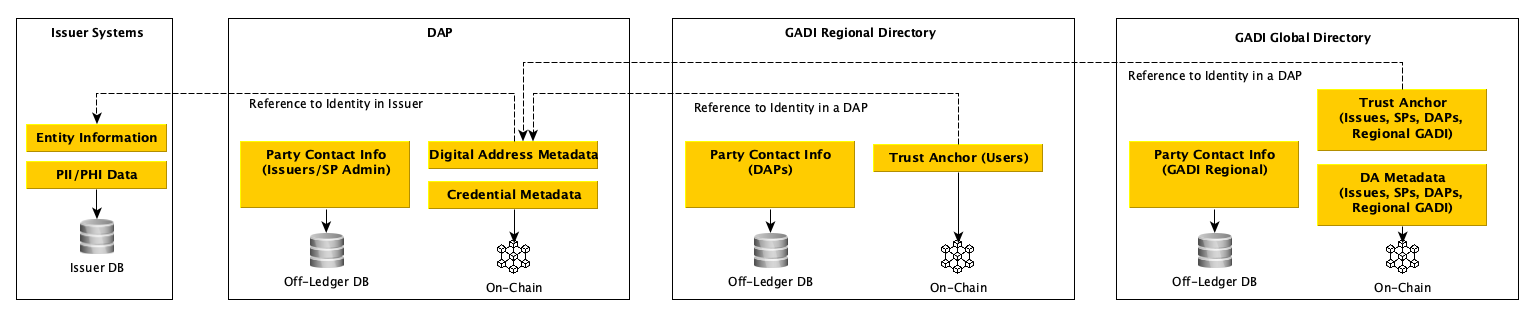 Issuer Systems
Entity Information
PII/PHI Data
Issuer DB
DAP
Reference to Identity in Issuer
Party Contact Info
(Issuers/SP Admin)
Off-Ledger DB
Digital Address Metadata
Credential Metadata
On-Chain
GADI Regional Directory
Reference to Identity in a DAP
Party Contact Info
(DAPs)
Off-Ledger DB
Trust Anchor (Users)
On-Chain
GADI Global Directory
Reference to Identity in a DAP
Party Contact Info
(GADI Regional)
Off-Ledger DB
Trust Anchor
(Issues, SPs, DAPs,
Regional GADI)
DA Metadata
(Issues, SPs, DAPs,
Regional GADI)
On-Chain